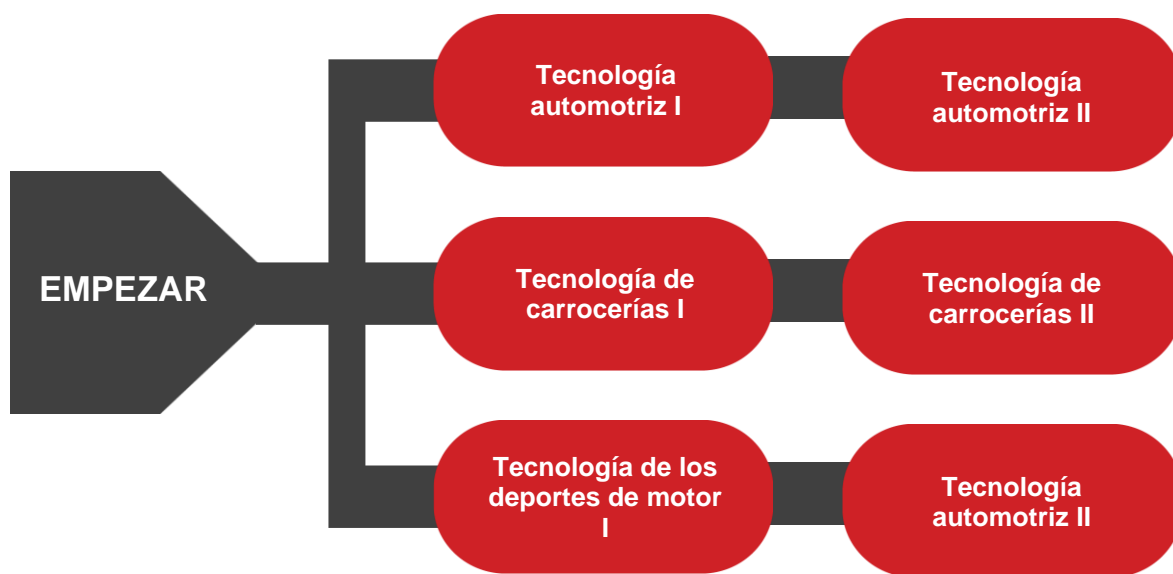 EMPEZAR
Tecnología
automotriz I
Tecnología
automotriz II
Tecnología de
carrocerías I
Tecnología de
carrocerías II
Tecnología de los
deportes de motor
I
Tecnología
automotriz II